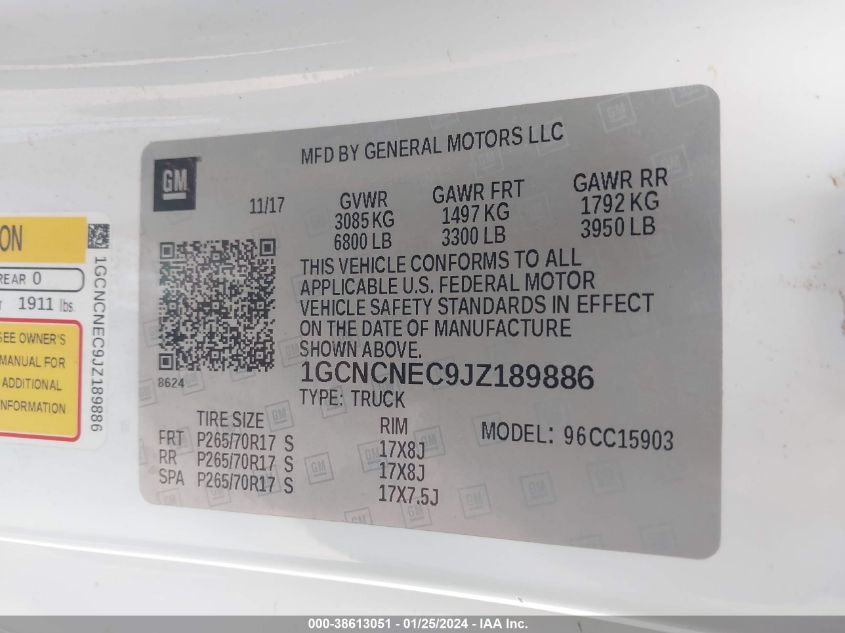 MFD BY GENERAL MOTORS LLC
GM
11/17
GVWR
3085 KG
6800 LB
GAWR FRT
1497 KG
3300 LB
GAWR RR
1792 KG
3950 LB
THIS VEHICLE CONFORMS TO ALL
APPLICABLE U.S. FEDERAL MOTOR
VEHICLE SAFETY STANDARDS IN EFFECT
ON THE DATE OF MANUFACTURE
SHOWN ABOVE.
1GCNCNEC9JZ189886
TYPE: TRUCK
8624
TIRE SIZE
RIM
MODEL: 96CC15903
FRT P265/70R17 S 17X8J
RR P265/70R17 S 17X8J
SPA P265/70R17 S 17X7.5J
REAR 0
1911 lbs
SEE OWNER'S
MANUAL FOR
ADDITIONAL
1GCNCNEC9JZ189886
000-38613051 - 01/25/2024 - IAA Inc.